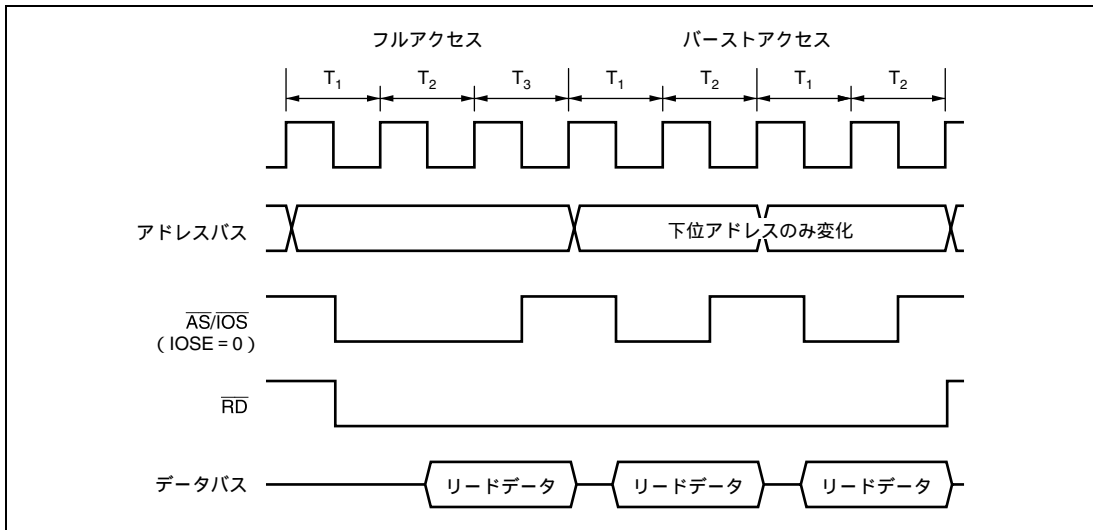 フルアクセス バーストアクセス
T1 T2 T3 T1 T2 T1 T2
アドレスバス 下位アドレスのみ変化
AS/IOS
( IOSE = 0 )
RD
データバス リードデータ リードデータ リードデータ